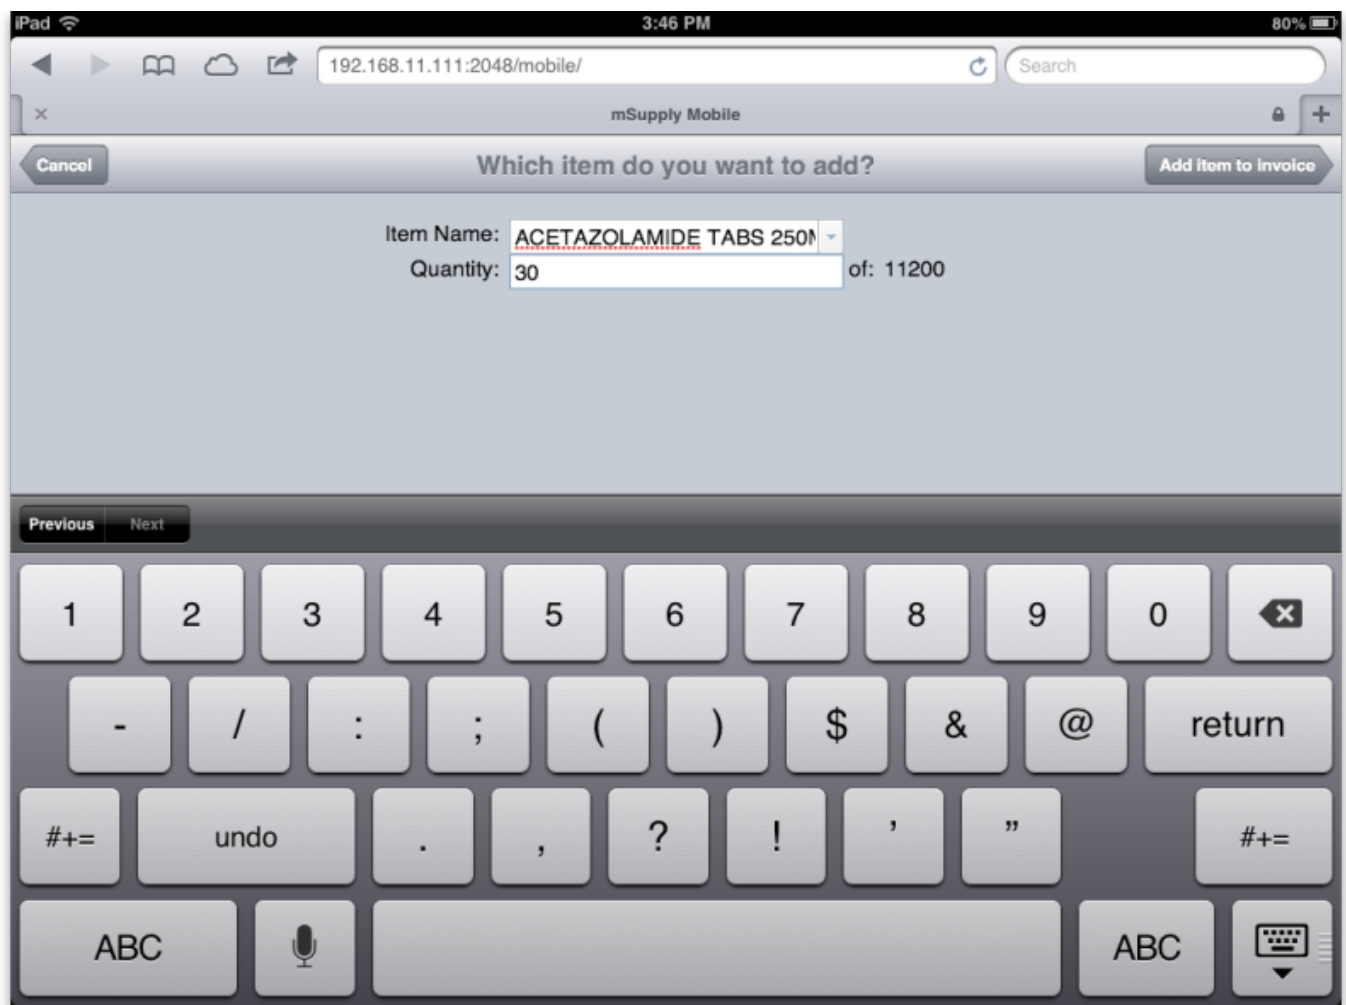 iPad 3:46 PM 80%
192.168.11.111:2048/mobile/ Search
mSupply Mobile
Cancel Which item do you want to add? Add item to invoice
Item Name: ACETAZOLAMIDE TABS 250M
Quantity: 30 of: 11200
Previous Next
1 2 3 4 5 6 7 8 9 0
- / : ; ( ) $ & @ return
#+= undo . , ? ! ' " #+=
ABC ABC